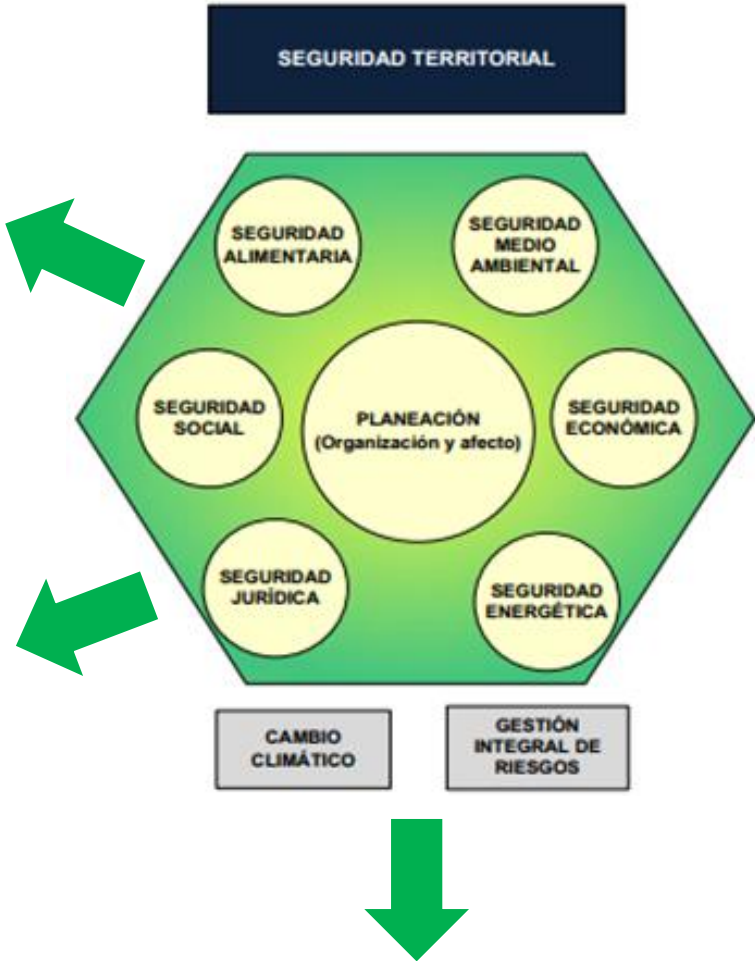 SEGURIDAD TERRITORIAL
SEGURIDAD
ALIMENTARIA
SEGURIDAD
MEDIO
AMBIENTAL
SEGURIDAD
SOCIAL
PLANEACIÓN
(Organización y afecto)
SEGURIDAD
ECONÓMICA
SEGURIDAD
JURÍDICA
SEGURIDAD
ENERGÉTICA
CAMBIO
CLIMÁTICO
GESTIÓN
INTEGRAL DE
RIESGOS